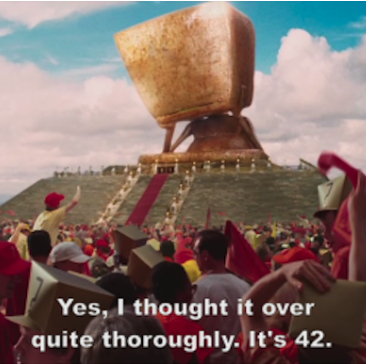 Yes, I thought it over
quite thoroughly. It's 42.